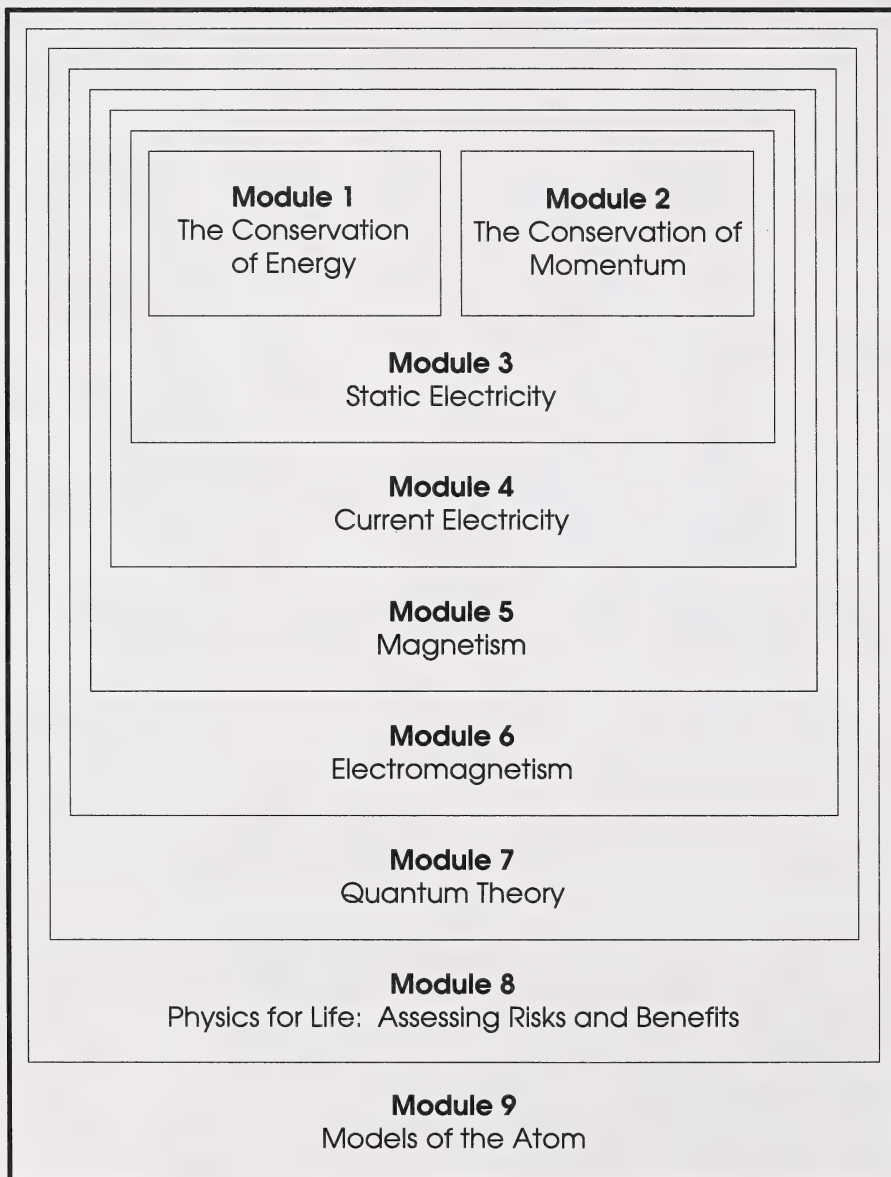 Module 1
The Conservation
of Energy
Module 2
The Conservation of
Momentum
Module 3
Static Electricity
Module 4
Current Electricity
Module 5
Magnetism
Module 6
Electromagnetism
Module 7
Quantum Theory
Module 8
Physics for Life: Assessing Risks and Benefits
Module 9
Models of the Atom